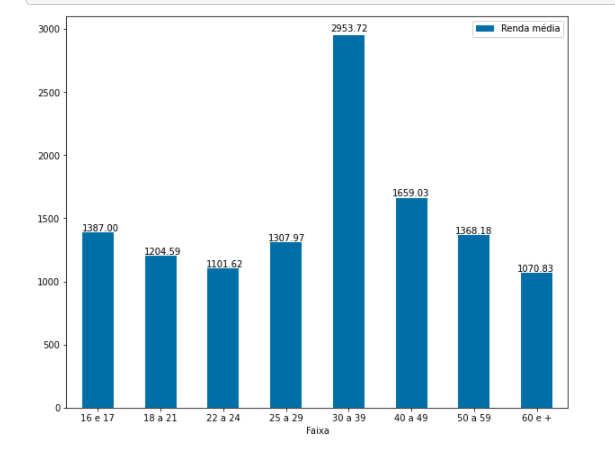 Renda média
3000
2500
2000
1500
1000
500
0
1387.00
1204.59
1101.62
1307.97
2953.72
1659.03
1368.18
1070.83
16 e 17
18 a 21
22 a 24
25 a 29
30 a 39
40 a 49
50 a 59
60 e +
Faixa